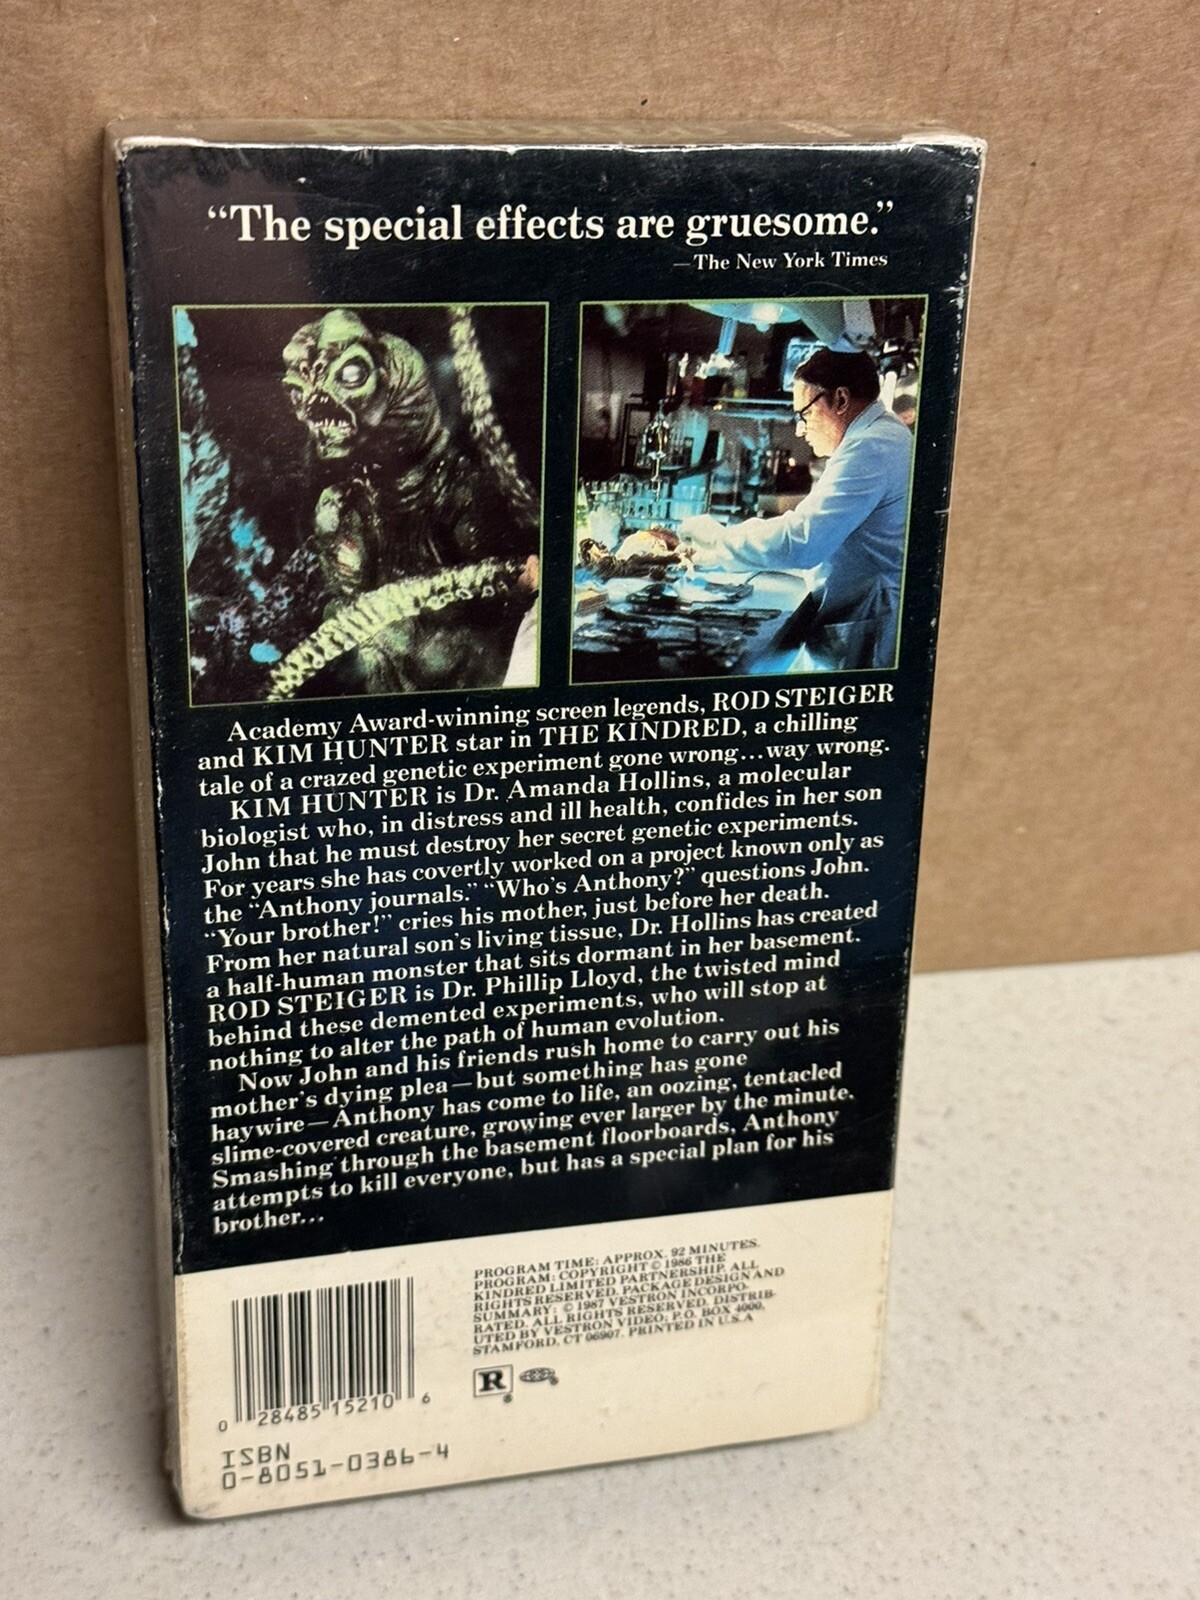 “The special effects are gruesome.”
—The New York Times
Academy Award-winning screen legends, ROD STEIGER
and KIM HUNTER star in THE KINDRED, a chilling
tale of a crazed genetic experiment gone wrong...way wrong.
KIM HUNTER is Dr. Amanda Hollins, a molecular
biologist who, in distress and ill health, confides in her son
John that he must destroy her secret genetic experiments.
For years she has covertly worked on a project known only as
the “Anthony journals.” “Who’s Anthony?” questions John.
“Your brother!” cries his mother, just before her death.
From her natural son’s living tissue, Dr. Hollins has created
a half-human monster that sits dormant in her basement.
ROD STEIGER is Dr. Phillip Lloyd, the twisted mind
behind these demented experiments, who will stop at
nothing to alter the path of human evolution.
Now John and his friends rush home to carry out his
mother’s dying plea—but something has gone
haywire—Anthony has come to life, an oozing, tentacled
slime-covered creature, growing ever larger by the minute.
Smashing through the basement floorboards, Anthony
attempts to kill everyone, but has a special plan for his
brother...
PROGRAM TIME: APPROX. 92 MINUTES.
PROGRAM: COPYRIGHT © 1986 THE
KINDRED LIMITED PARTNERSHIP. ALL
RIGHTS RESERVED. PACKAGE DESIGN AND
SUMMARY: © 1987 VESTRON INCORPO-
RATED. ALL RIGHTS RESERVED. DISTRIB-
UTED BY VESTRON VIDEO; P.O. BOX 4000,
STAMFORD, CT 06907. PRINTED IN U.S.A
R
0 28485 15210 6
ISBN
0-8051-0386-4